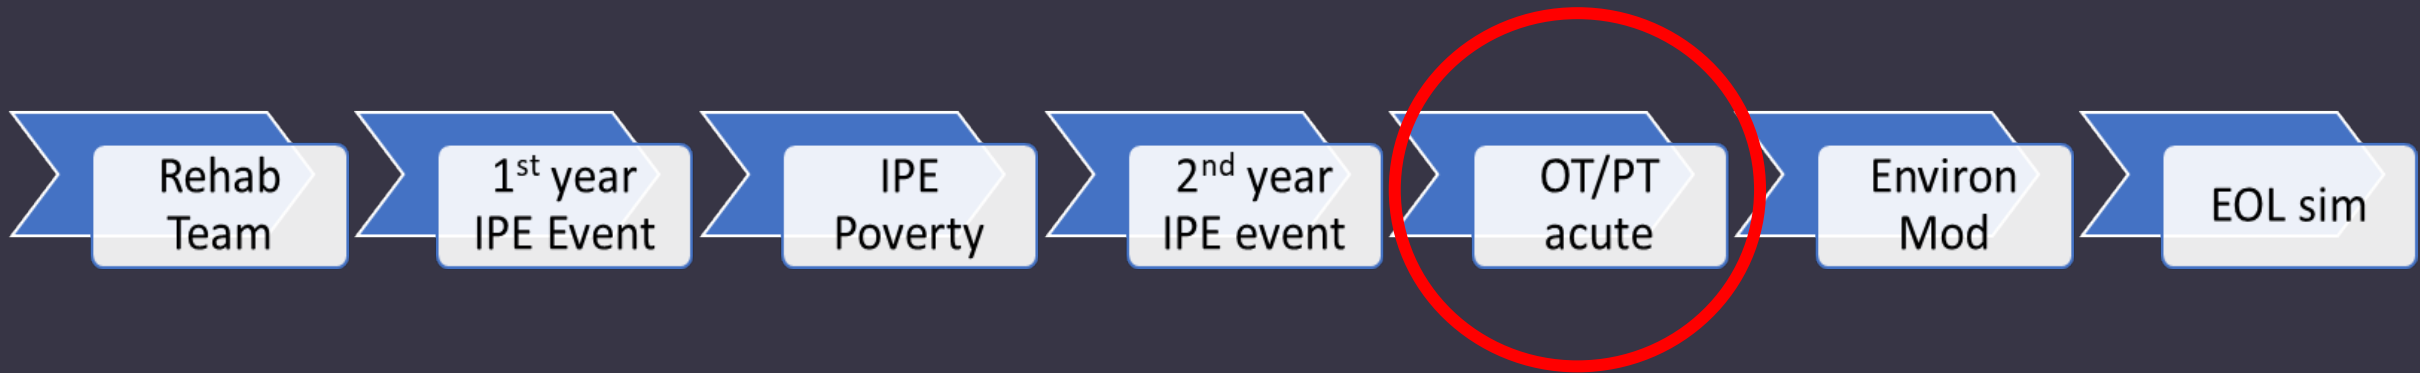 Rehab
Team
1st year
IPE Event
IPE
Poverty
2nd year
IPE event
OT/PT
acute
Environ
Mod
EOL sim